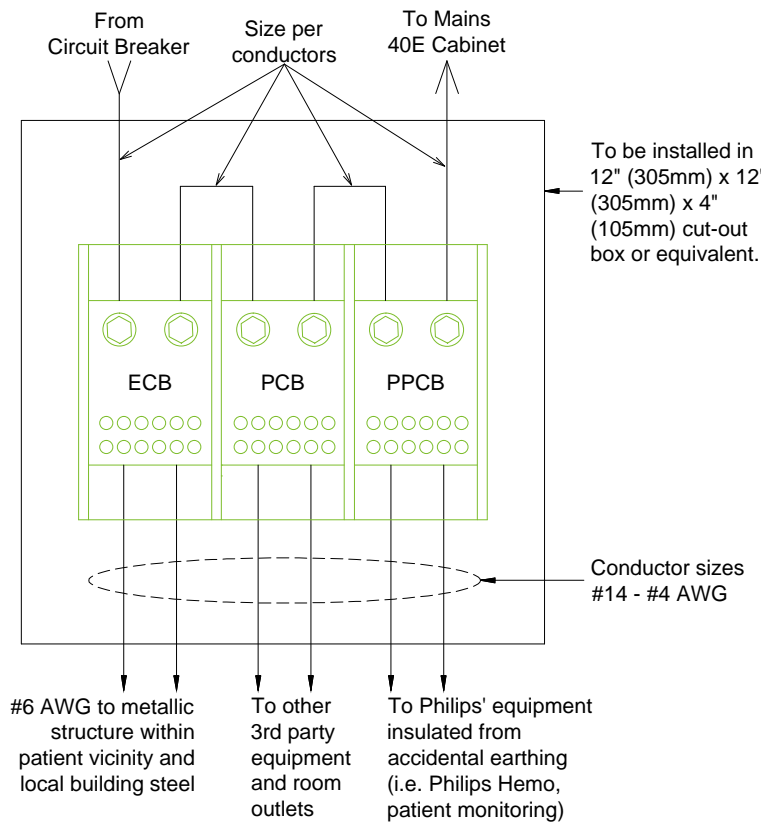 From
Circuit Breaker
Size per
conductors
To Mains
40E Cabinet
To be installed in
12" (305mm) x 12"
(305mm) x 4"
(105mm) cut-out
box or equivalent.
ECB
PCB
PPCB
Conductor sizes
#14 - #4 AWG
#6 AWG to metallic
structure within
patient vicinity and
local building steel
To other
3rd party
equipment
and room
outlets
To Philips' equipment
insulated from
accidental earthing
(i.e. Philips Hemo,
patient monitoring)